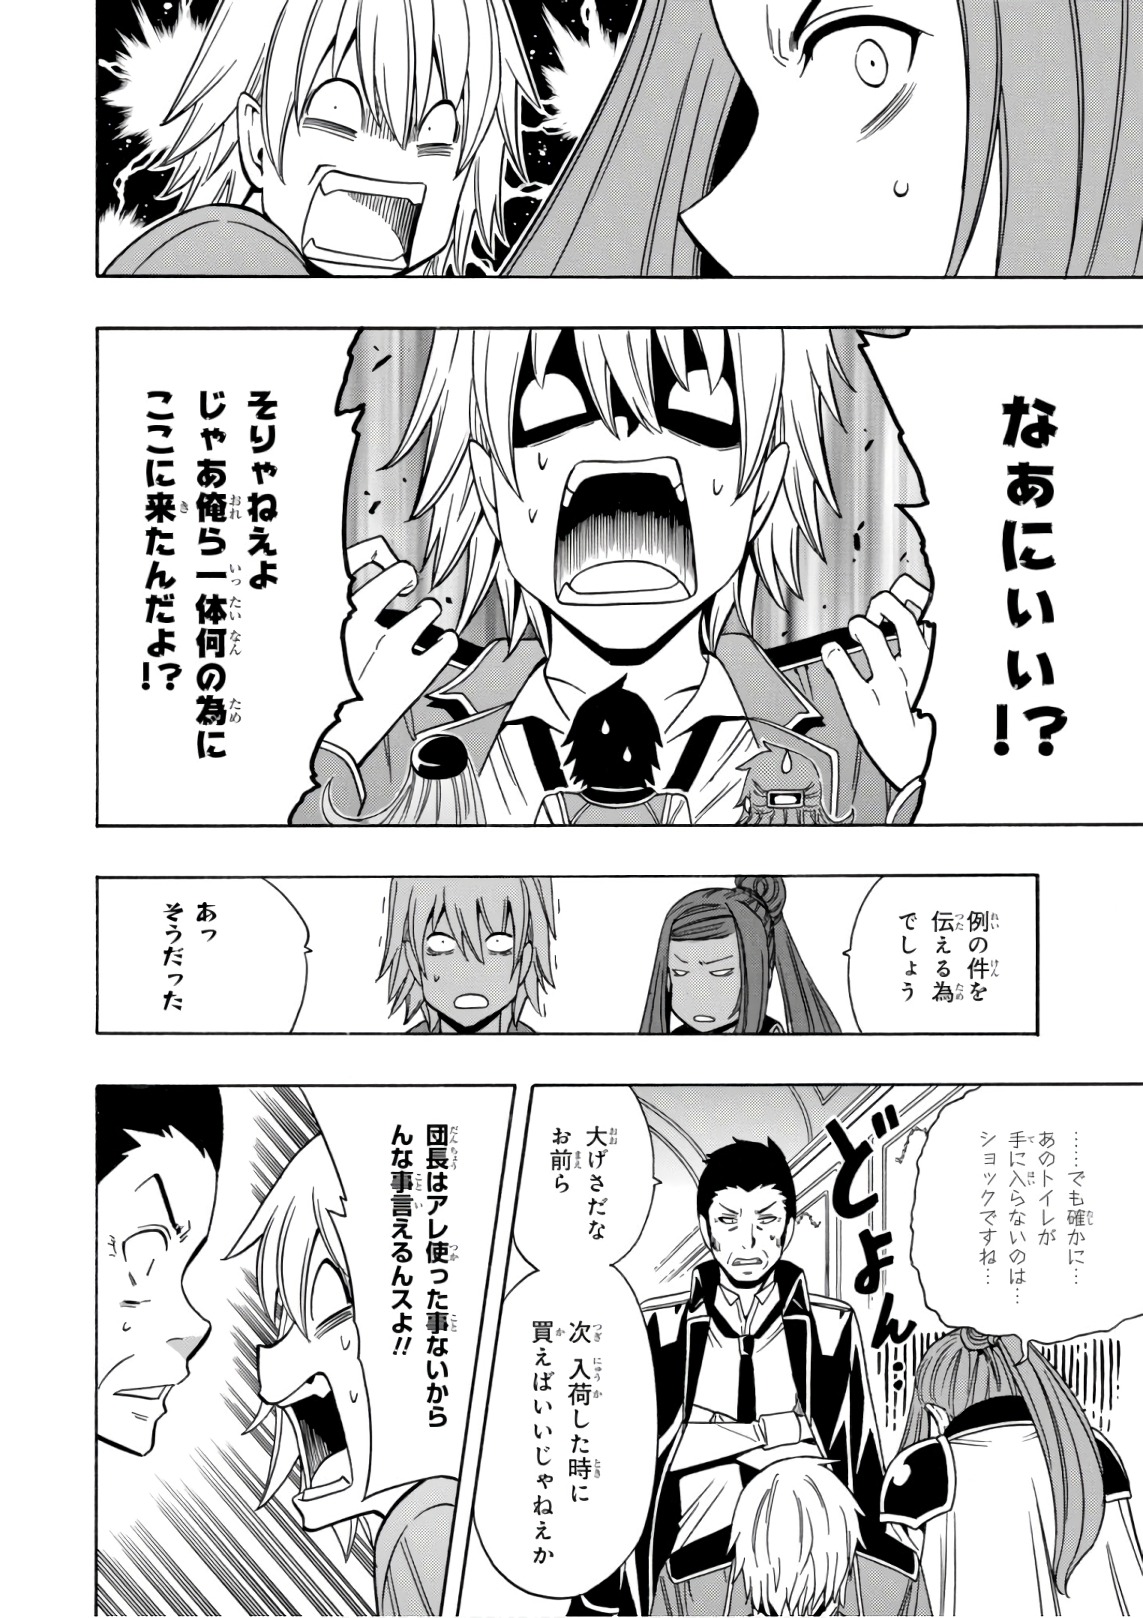 なぁにいい!?
そりゃねえよ
じゃあ俺ら一体何の為に
ここに来たんだよ!?
例の件を
伝える為
でしょう
あっ
そうだった
……でも確かに…
あのトイレが
手に入らないのは…
ショックですね…
どよん…
大げさだな
お前ら
次 入荷した時に
買えばいいじゃねえか
団長はアレ使った事ないから
んな事言えるんスよ!!